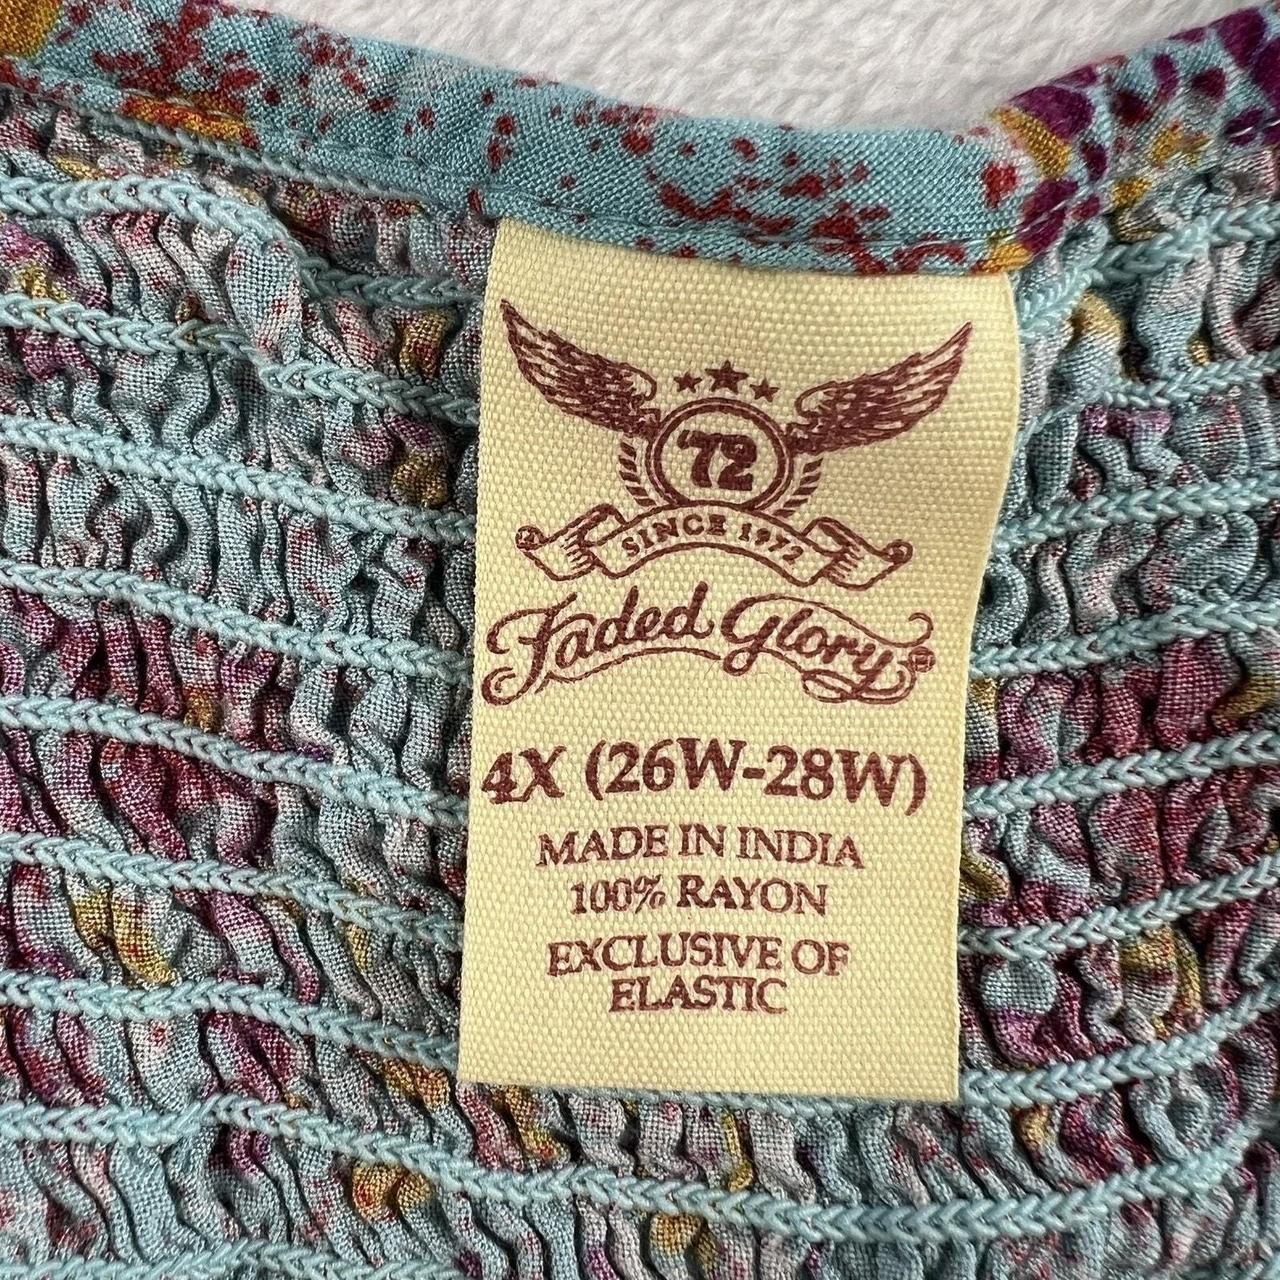 '72
SINCE 1972
Faded Glory
4X (26W-28W)
MADE IN INDIA
100% RAYON
EXCLUSIVE OF
ELASTIC